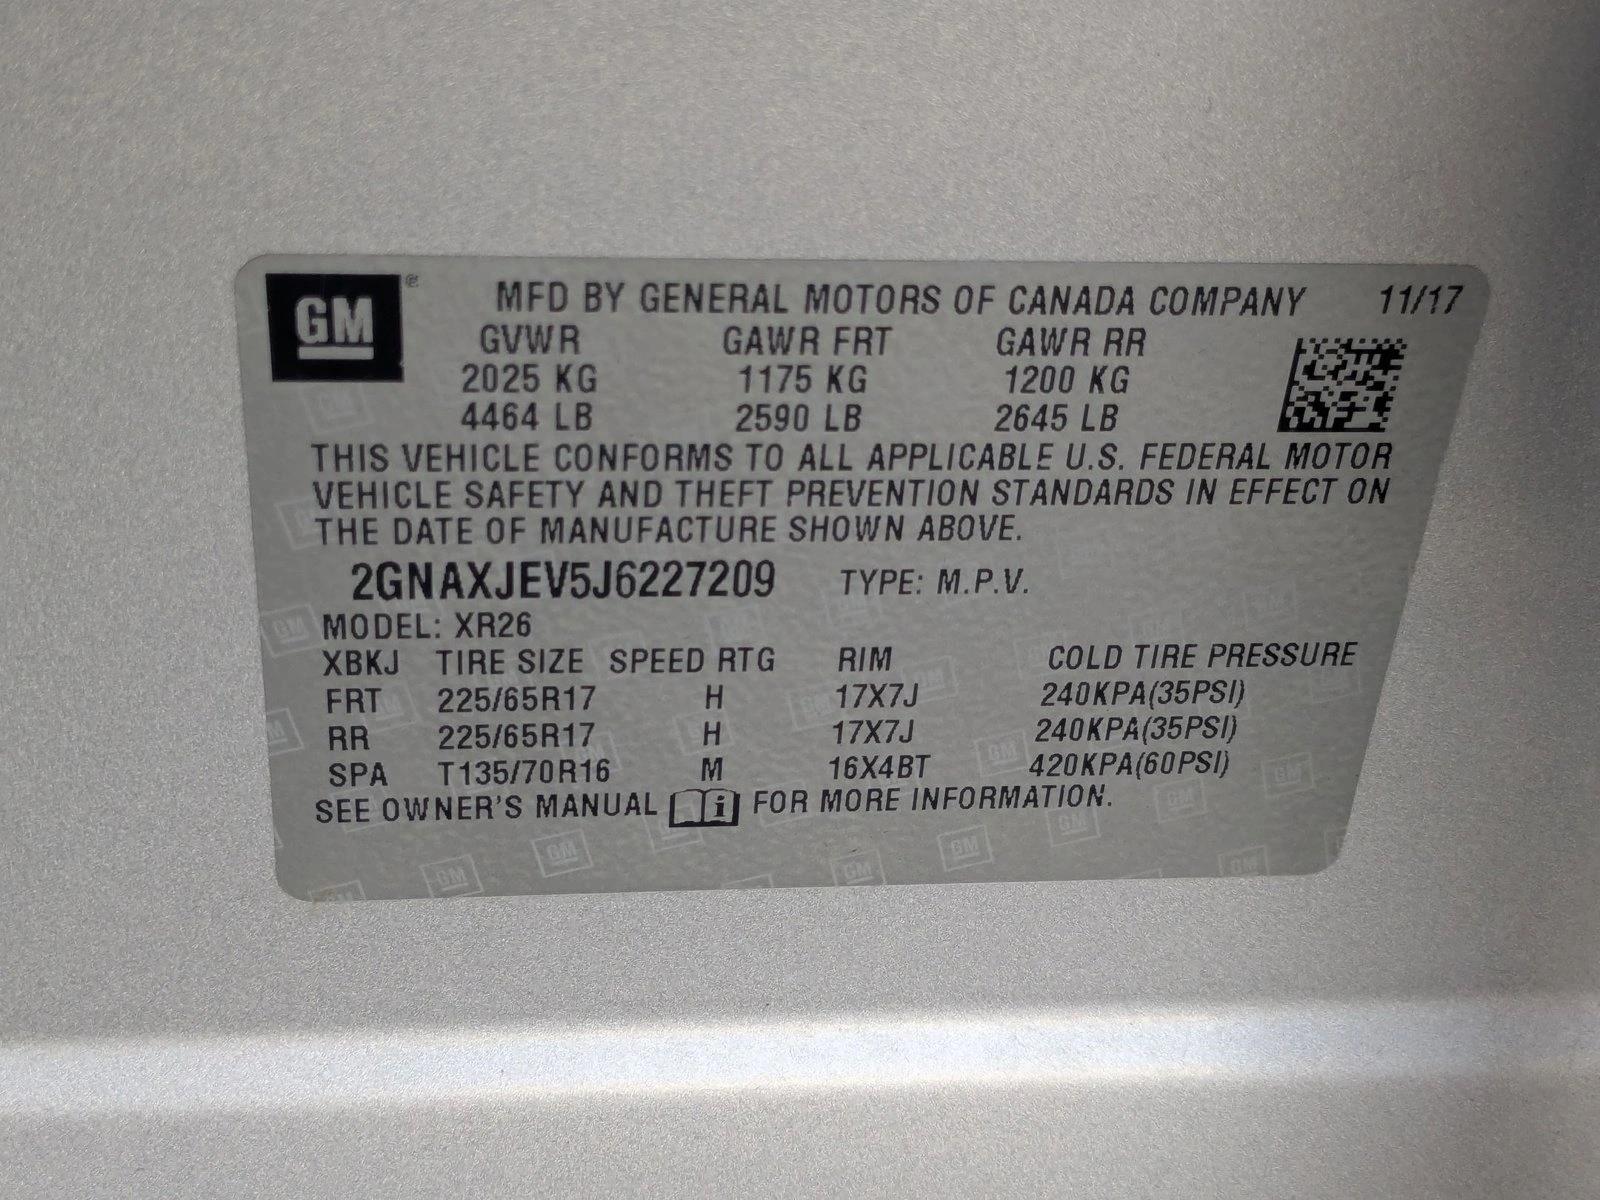 GM ® MFD BY GENERAL MOTORS OF CANADA COMPANY 11/17
GVWR GAWR FRT GAWR RR
2025 KG 1175 KG 1200 KG
4464 LB 2590 LB 2645 LB
THIS VEHICLE CONFORMS TO ALL APPLICABLE U.S. FEDERAL MOTOR
VEHICLE SAFETY AND THEFT PREVENTION STANDARDS IN EFFECT ON
THE DATE OF MANUFACTURE SHOWN ABOVE.
2GNAXJEV5J6227209 TYPE: M.P.V.
MODEL: XR26
XBKJ TIRE SIZE SPEED RTG RIM COLD TIRE PRESSURE
FRT 225/65R17 H 17X7J 240KPA(35PSI)
RR 225/65R17 H 17X7J 240KPA(35PSI)
SPA T135/70R16 M 16X4BT 420KPA(60PSI)
SEE OWNER'S MANUAL i FOR MORE INFORMATION.